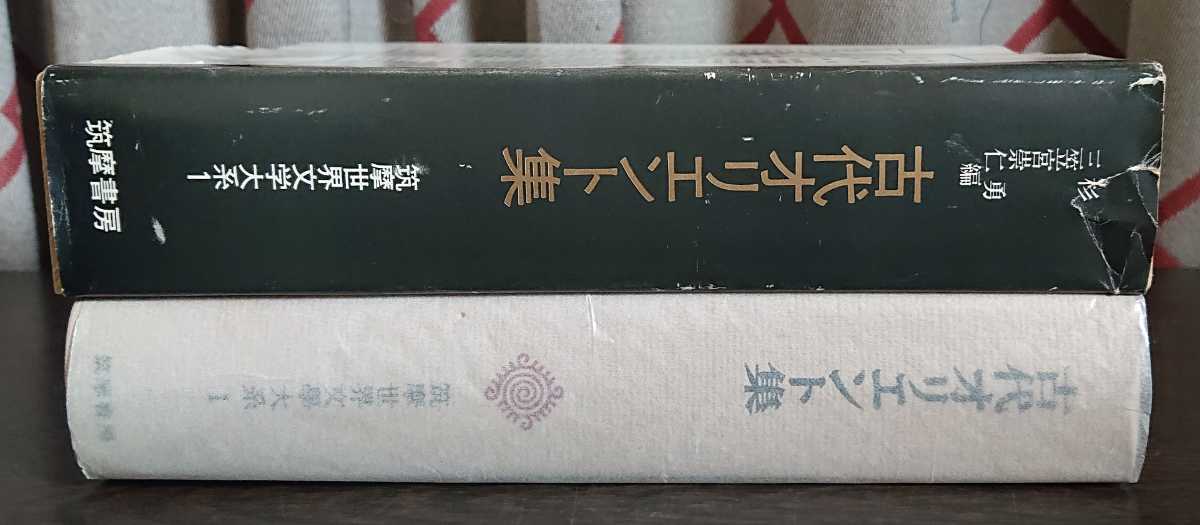 杉 勇
三笠宮崇仁
編
古代オリエント集
筑摩世界文学大系1
筑摩書房
古代オリエント集
筑摩世界文學大系1
筑摩書房